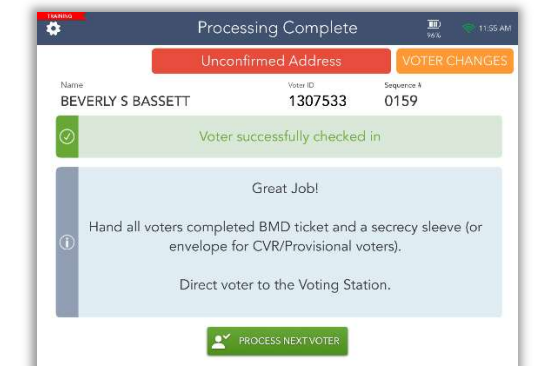 TRAINING
Processing Complete
96%
11:55 AM
Unconfirmed Address
VOTER CHANGES
Name
Voter ID
Sequence #
BEVERLY S BASSETT
1307533
0159
Voter successfully checked in
Great Job!
Hand all voters completed BMD ticket and a secrecy sleeve (or
envelope for CVR/Provisional voters).
Direct voter to the Voting Station.
PROCESS NEXT VOTER